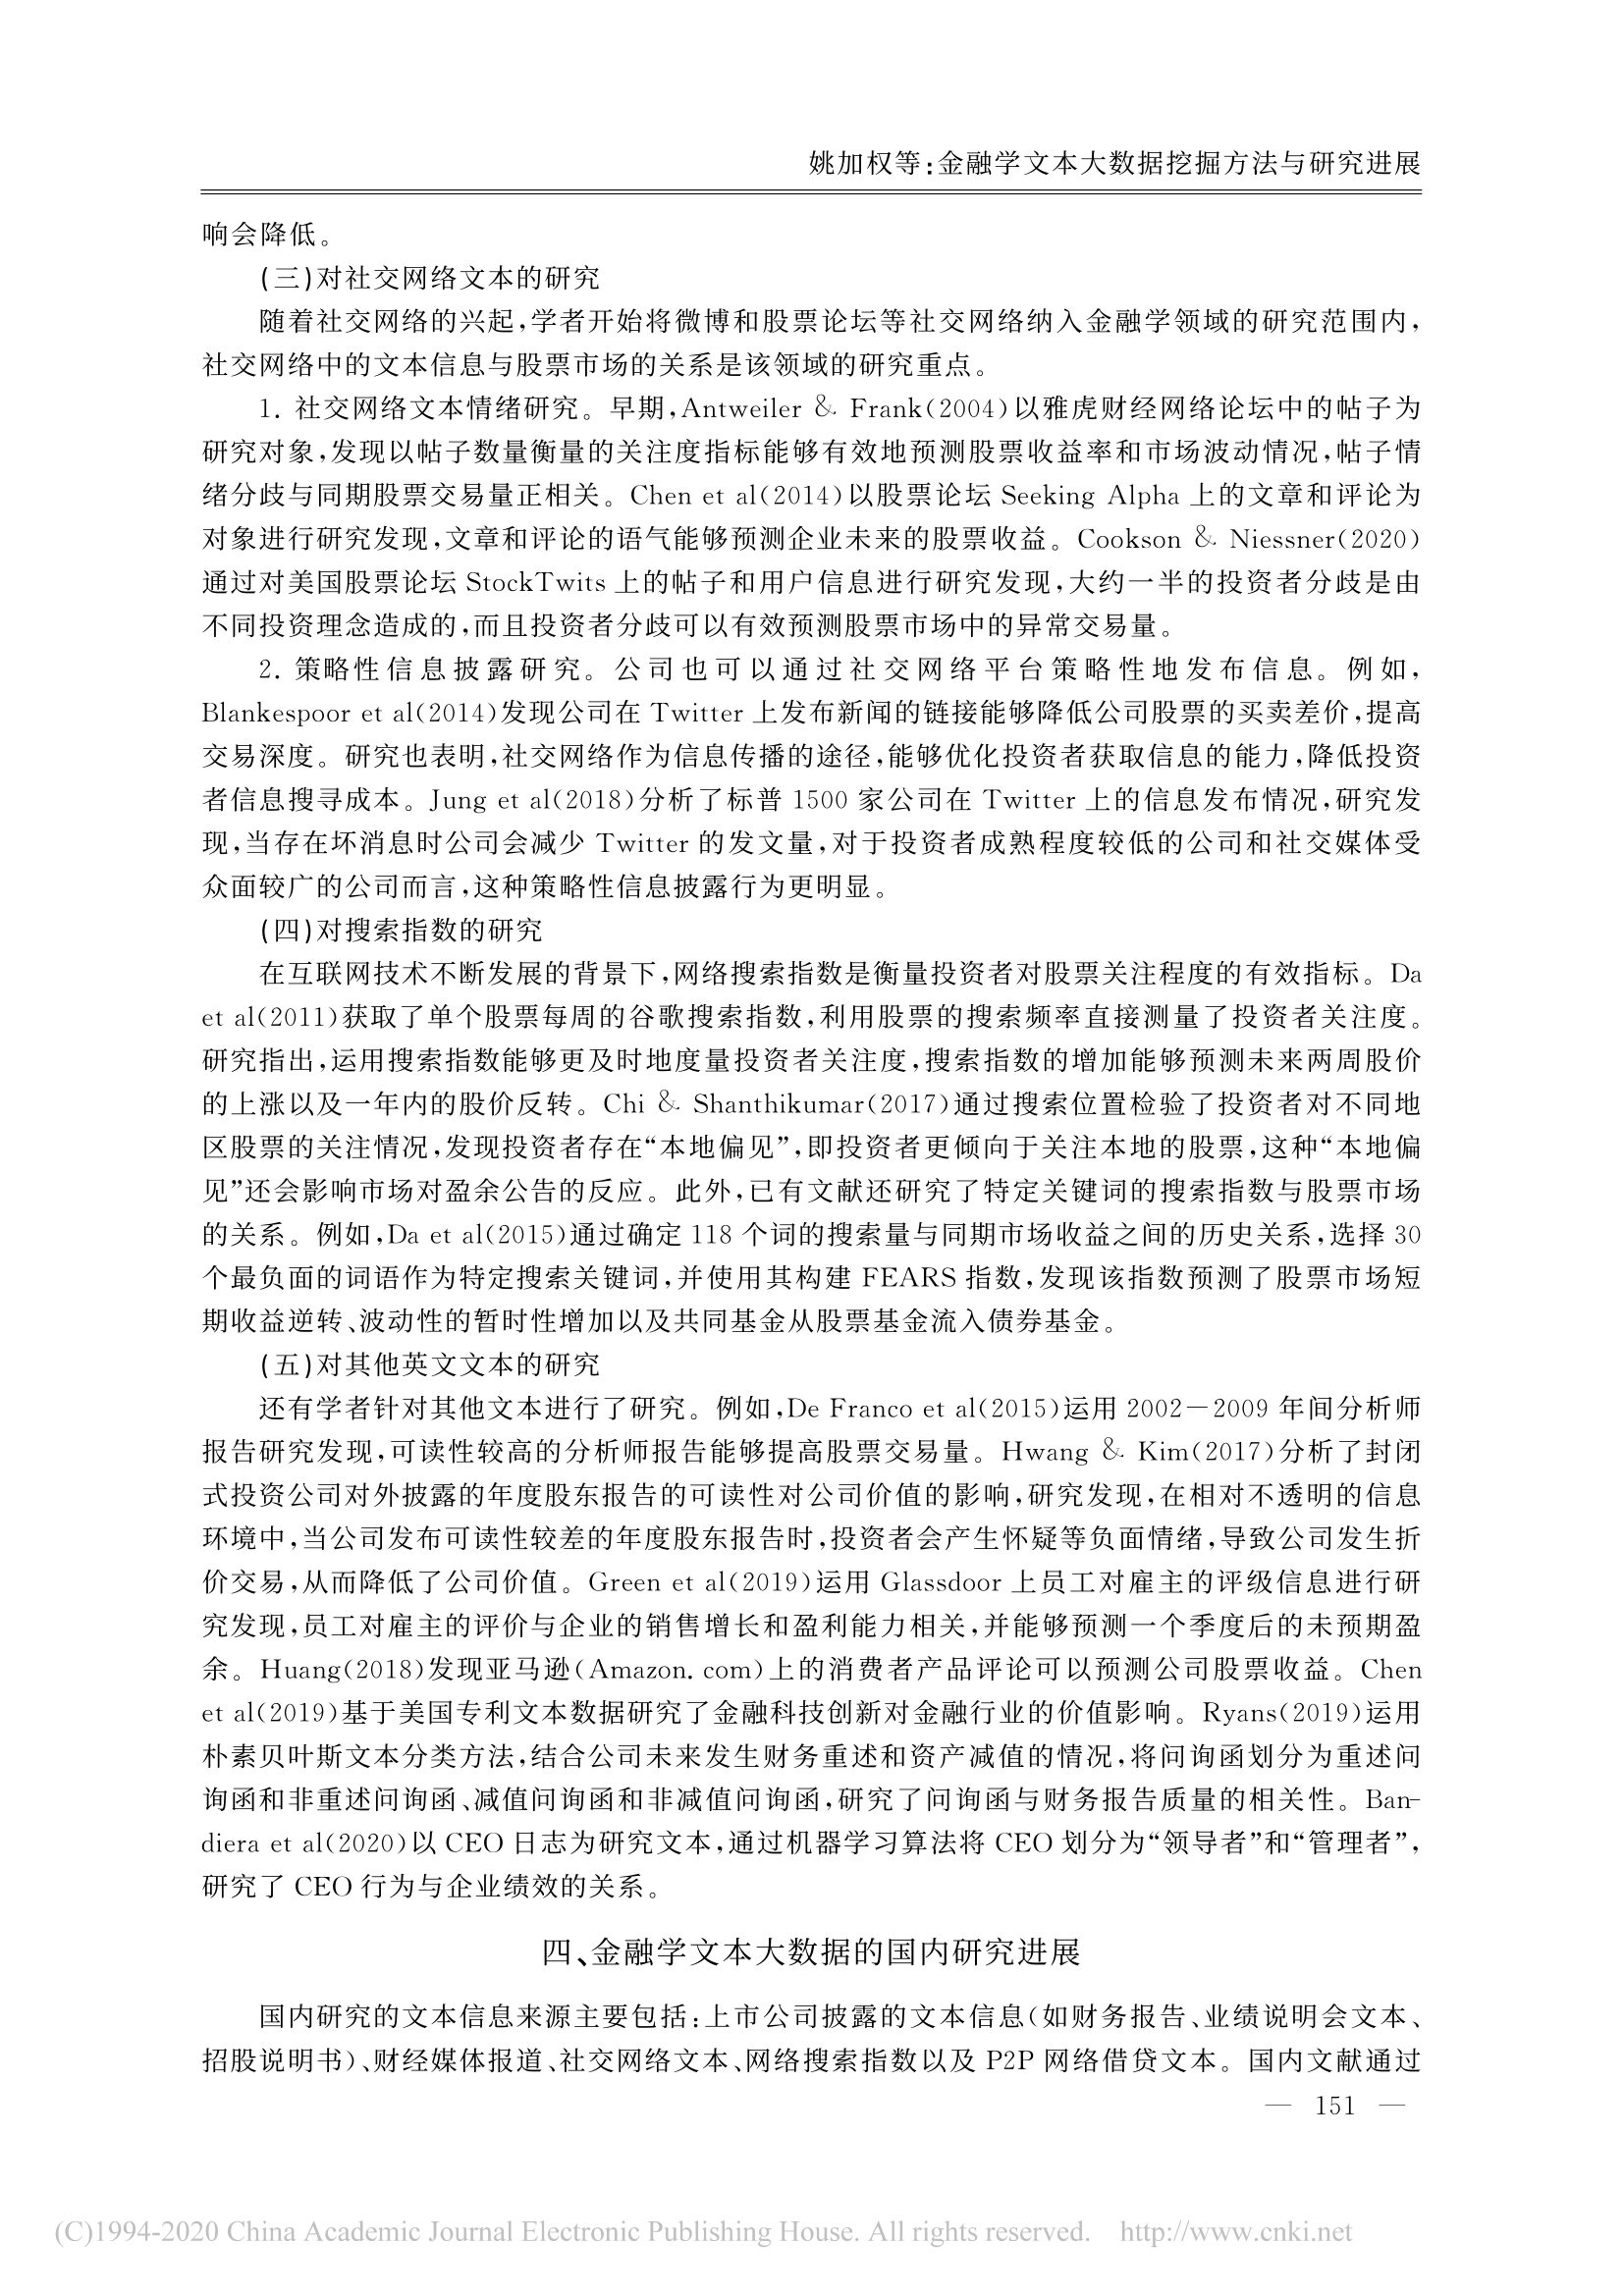 姚加权等:金融学文本大数据挖掘方法与研究进展
响会降低。
(三)对社交网络文本的研究
随着社交网络的兴起,学者开始将微博和股票论坛等社交网络纳入金融学领域的研究范围内,
社交网络中的文本信息与股票市场的关系是该领域的研究重点。
1. 社交网络文本情绪研究。早期,Antweiler & Frank(2004)以雅虎财经网络论坛中的帖子为
研究对象,发现以帖子数量衡量的关注度指标能够有效地预测股票收益率和市场波动情况,帖子情
绪分歧与同期股票交易量正相关。Chen et al(2014)以股票论坛 Seeking Alpha 上的文章和评论为
对象进行研究发现,文章和评论的语气能够预测企业未来的股票收益。Cookson & Niessner(2020)
通过对美国股票论坛 StockTwits 上的帖子和用户信息进行研究发现,大约一半的投资者分歧是由
不同投资理念造成的,而且投资者分歧可以有效预测股票市场中的异常交易量。
2. 策略性信息披露研究。公司也可以通过社交网络平台策略性地发布信息。例如,
Blankespoor et al(2014)发现公司在 Twitter 上发布新闻的链接能够降低公司股票的买卖差价,提高
交易深度。研究也表明,社交网络作为信息传播的途径,能够优化投资者获取信息的能力,降低投资
者信息搜寻成本。Jung et al(2018)分析了标普 1500 家公司在 Twitter 上的信息发布情况,研究发
现,当存在坏消息时公司会减少 Twitter 的发文量,对于投资者成熟程度较低的公司和社交媒体受
众面较广的公司而言,这种策略性信息披露行为更明显。
(四)对搜索指数的研究
在互联网技术不断发展的背景下,网络搜索指数是衡量投资者对股票关注程度的有效指标。Da
et al(2011)获取了单个股票每周的谷歌搜索指数,利用股票的搜索频率直接测量了投资者关注度。
研究指出,运用搜索指数能够更及时地度量投资者关注度,搜索指数的增加能够预测未来两周股价
的上涨以及一年内的股价反转。Chi & Shanthikumar(2017)通过搜索位置检验了投资者对不同地
区股票的关注情况,发现投资者存在“本地偏见”,即投资者更倾向于关注本地的股票,这种“本地偏
见”还会影响市场对盈余公告的反应。此外,已有文献还研究了特定关键词的搜索指数与股票市场
的关系。例如,Da et al(2015)通过确定 118 个词的搜索量与同期市场收益之间的历史关系,选择 30
个最负面的词语作为特定搜索关键词,并使用其构建 FEARS 指数,发现该指数预测了股票市场短
期收益逆转、波动性的暂时性增加以及共同基金从股票基金流入债券基金。
(五)对其他英文文本的研究
还有学者针对其他文本进行了研究。例如,De Franco et al(2015)运用 2002－2009 年间分析师
报告研究发现,可读性较高的分析师报告能够提高股票交易量。Hwang & Kim(2017)分析了封闭
式投资公司对外披露的年度股东报告的可读性对公司价值的影响,研究发现,在相对不透明的信息
环境中,当公司发布可读性较差的年度股东报告时,投资者会产生怀疑等负面情绪,导致公司发生折
价交易,从而降低了公司价值。Green et al(2019)运用 Glassdoor 上员工对雇主的评级信息进行研
究发现,员工对雇主的评价与企业的销售增长和盈利能力相关,并能够预测一个季度后的未预期盈
余。Huang(2018)发现亚马逊(Amazon. com)上的消费者产品评论可以预测公司股票收益。Chen
et al(2019)基于美国专利文本数据研究了金融科技创新对金融行业的价值影响。Ryans(2019)运用
朴素贝叶斯文本分类方法,结合公司未来发生财务重述和资产减值的情况,将问询函划分为重述问
询函和非重述问询函、减值问询函和非减值问询函,研究了问询函与财务报告质量的相关性。Ban-
diera et al(2020)以 CEO 日志为研究文本,通过机器学习算法将 CEO 划分为“领导者”和“管理者”,
研究了 CEO 行为与企业绩效的关系。
四、金融学文本大数据的国内研究进展
国内研究的文本信息来源主要包括:上市公司披露的文本信息(如财务报告、业绩说明会文本、
招股说明书)、财经媒体报道、社交网络文本、网络搜索指数以及 P2P 网络借贷文本。国内文献通过
— 151 —
(C)1994-2020 China Academic Journal Electronic Publishing House. All rights reserved. http://www.cnki.net